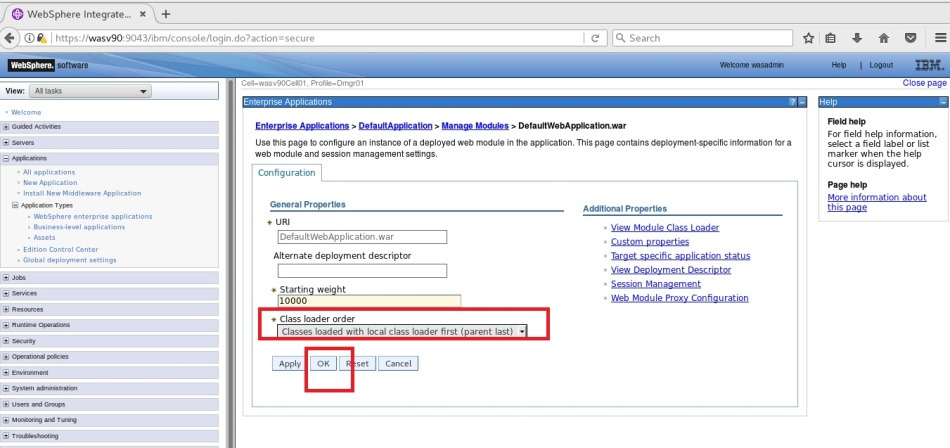 WebSphere Integrate... × +
https://wasv90:9043/ibm/console/login.do?action=secure
Search
WebSphere. software
Welcome wasadmin
Help | Logout
IBM.
Cell=wasv90Cell01, Profile=Dmgr01
Close page
View: All tasks
Welcome
Guided Activities
Servers
Applications
All applications
New Application
Install New Middleware Application
Application Types
WebSphere enterprise applications
Business-level applications
Assets
Edition Control Center
Global deployment settings
Jobs
Services
Resources
Runtime Operations
Security
Operational policies
Environment
System administration
Users and Groups
Monitoring and Tuning
Troubleshooting
Enterprise Applications
? –
Enterprise Applications > DefaultApplication > Manage Modules > DefaultWebApplication.war
Use this page to configure an instance of a deployed web module in the application. This page contains deployment-specific information for a
web module and session management settings.
Configuration
General Properties
URI
DefaultWebApplication.war
Alternate deployment descriptor
Starting weight
10000
Class loader order
Classes loaded with local class loader first (parent last)
Apply OK Reset Cancel
Additional Properties
View Module Class Loader
Custom properties
Target specific application status
View Deployment Descriptor
Session Management
Web Module Proxy Configuration
Help
Field help
For field help information,
select a field label or list
marker when the help
cursor is displayed.
Page help
More information about
this page